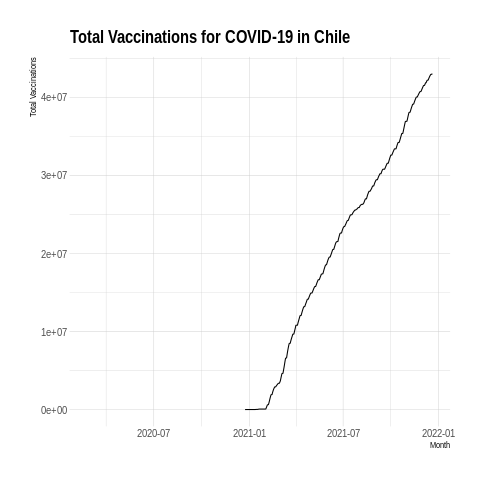 Total Vaccinations for COVID-19 in Chile
Total Vaccinations
4e+07
3e+07
2e+07
1e+07
0e+00
2020-07 2021-01 2021-07 2022-01
Month